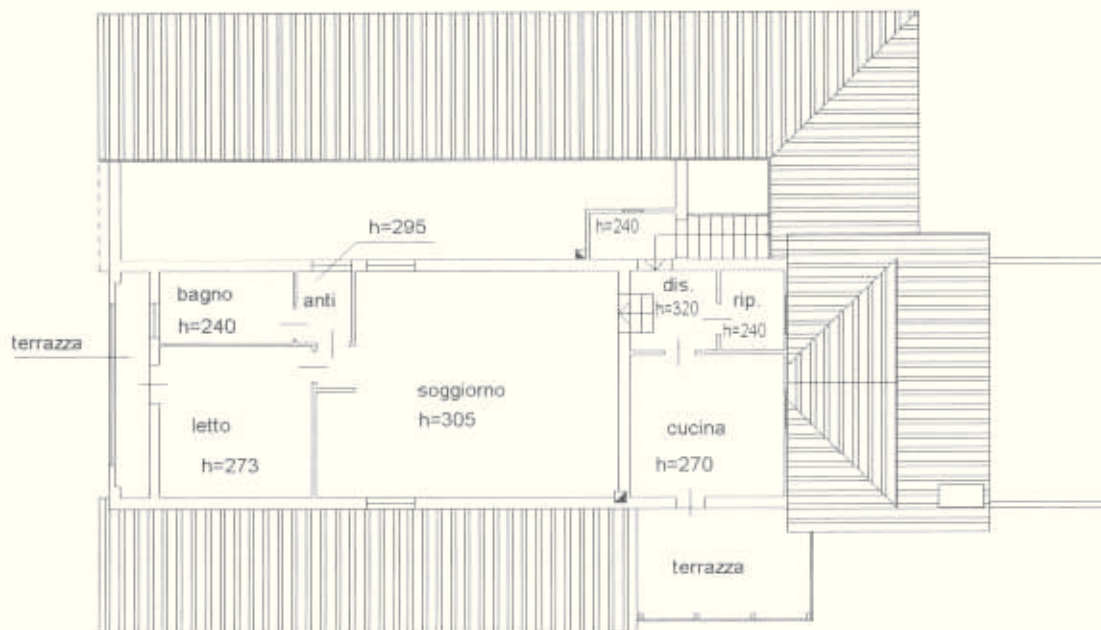 h=295
h=240
bagno
h=240
anti
dis.
h=320
rip.
h=240
terrazza
soggiorno
h=305
letto
h=273
cucina
h=270
terrazza